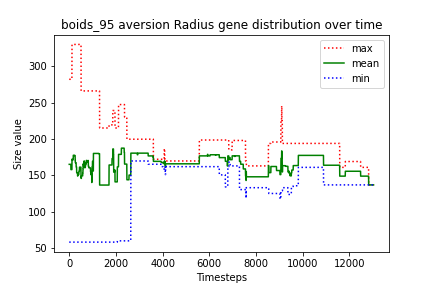 boids_95 aversion Radius gene distribution over time
max
mean
min
300
250
200
150
100
50
Size value
0 2000 4000 6000 8000 10000 12000
Timesteps